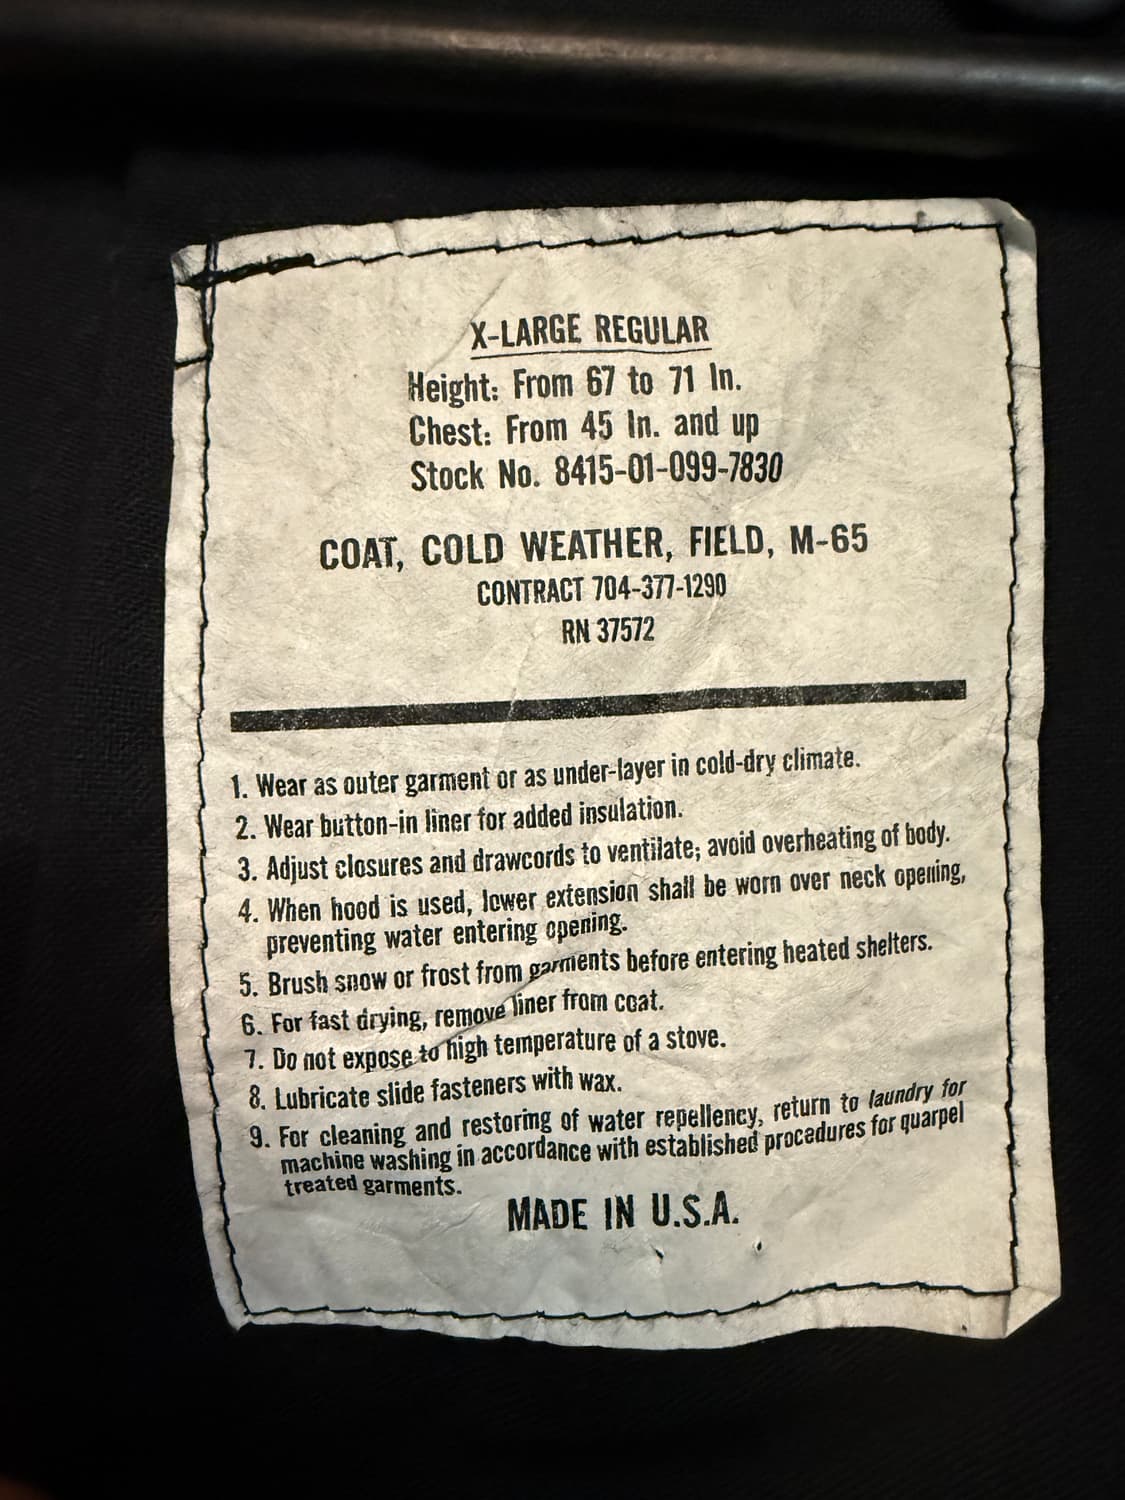 X-LARGE REGULAR
Height: From 67 to 71 In.
Chest: From 45 In. and up
Stock No. 8415-01-099-7830
COAT, COLD WEATHER, FIELD, M-65
CONTRACT 704-377-1290
RN 37572
1. Wear as outer garment or as under-layer in cold-dry climate.
2. Wear button-in liner for added insulation.
3. Adjust closures and drawcords to ventilate; avoid overheating of body.
4. When hood is used, lower extension shall be worn over neck opening,
preventing water entering opening.
5. Brush snow or frost from garments before entering heated shelters.
6. For fast drying, remove liner from coat.
7. Do not expose to high temperature of a stove.
8. Lubricate slide fasteners with wax.
9. For cleaning and restoring of water repellency, return to laundry for
machine washing in accordance with established procedures for quarpel
treated garments.
MADE IN U.S.A.